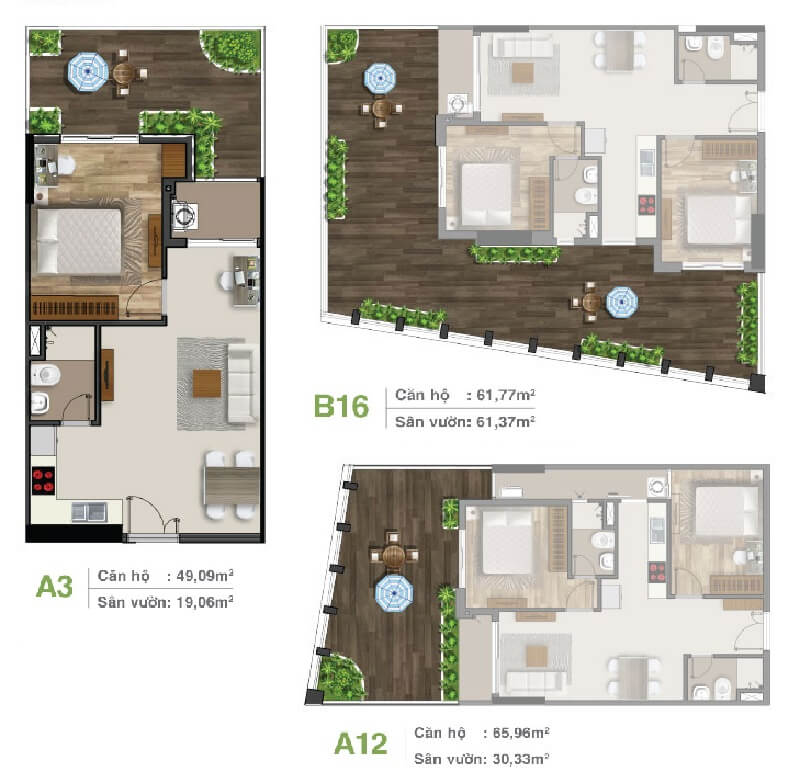 B16
Căn hộ : 61,77m²
Sân vườn: 61,37m²
A3
Căn hộ : 49,09m²
Sân vườn: 19,06m²
A12
Căn hộ : 65,96m²
Sân vườn: 30,33m²